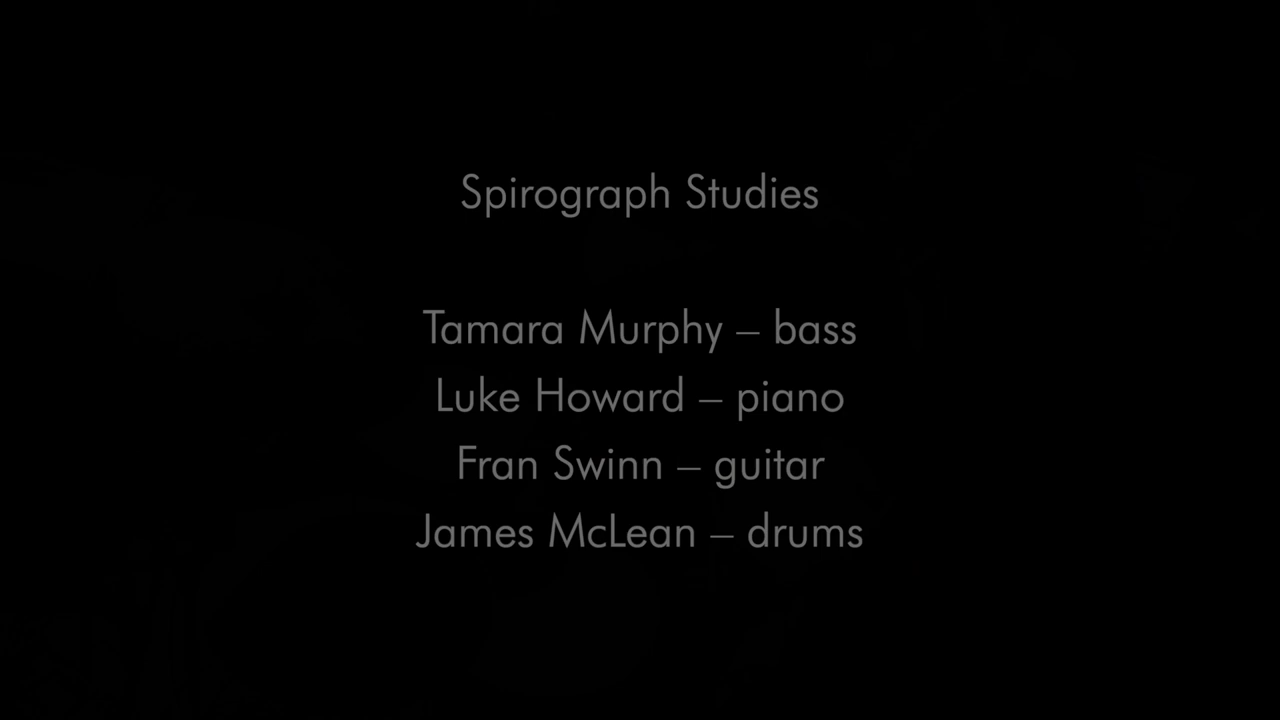 Spirograph Studies
Tamara Murphy – bass
Luke Howard – piano
Fran Swinn – guitar
James McLean – drums